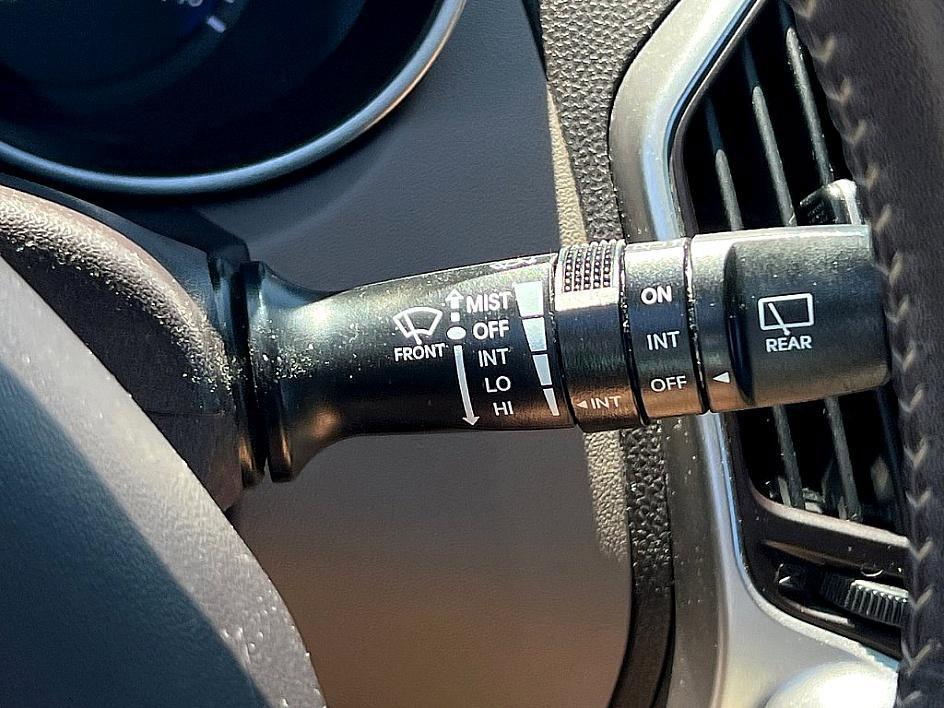 MIST
OFF
INT
LO
HI
FRONT
INT
ON
INT
OFF
REAR